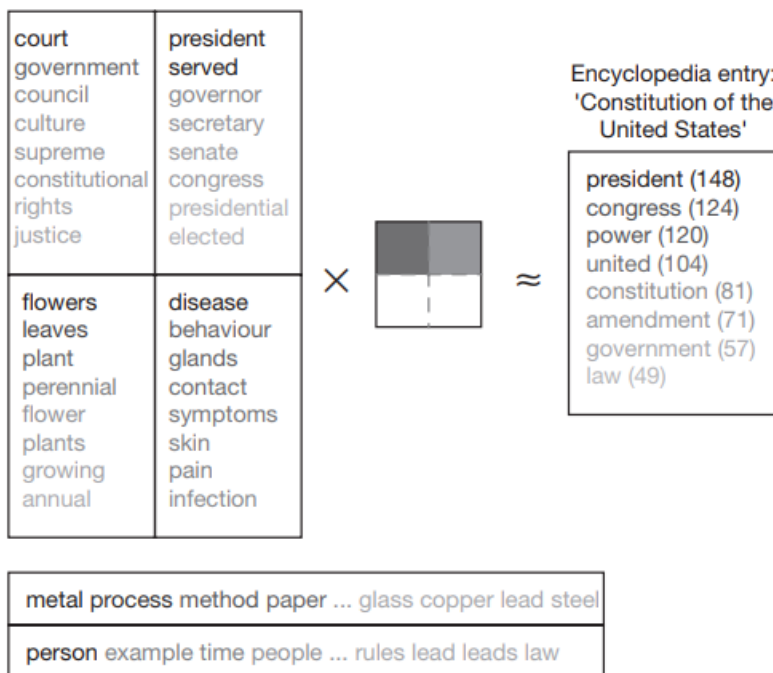 court
government
council
culture
supreme
constitutional
rights
justice
president
served
governor
secretary
senate
congress
presidential
elected
flowers
leaves
plant
perennial
flower
plants
growing
annual
disease
behaviour
glands
contact
symptoms
skin
pain
infection
×
≈
Encyclopedia entry:
'Constitution of the
United States'
president (148)
congress (124)
power (120)
united (104)
constitution (81)
amendment (71)
government (57)
law (49)
metal process method paper ... glass copper lead steel
person example time people ... rules lead leads law